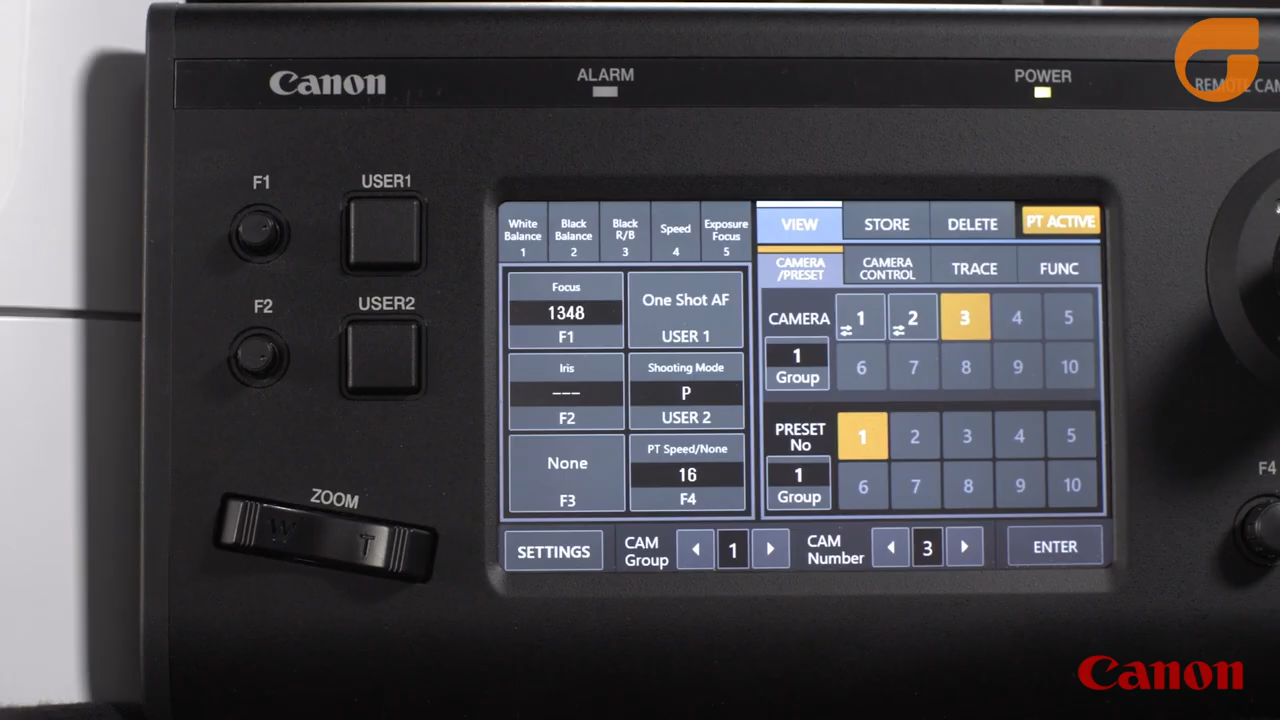 Canon
ALARM
POWER
REMOTE CAM
F1
USER1
F2
USER2
ZOOM
W
T
White
Balance
1
Black
Balance
2
Black
R/B
3
Speed
4
Exposure
Focus
5
Focus
1348
F1
One Shot AF
USER 1
Iris
---
F2
Shooting Mode
P
USER 2
None
F3
PT Speed/None
16
F4
VIEW
STORE
DELETE
PT ACTIVE
CAMERA
/PRESET
CAMERA
CONTROL
TRACE
FUNC
CAMERA
1 2 3 4 5
1
Group
6 7 8 9 10
PRESET
No
1 2 3 4 5
1
Group
6 7 8 9 10
SETTINGS
CAM
Group
1
CAM
Number
3
ENTER
F4
Canon